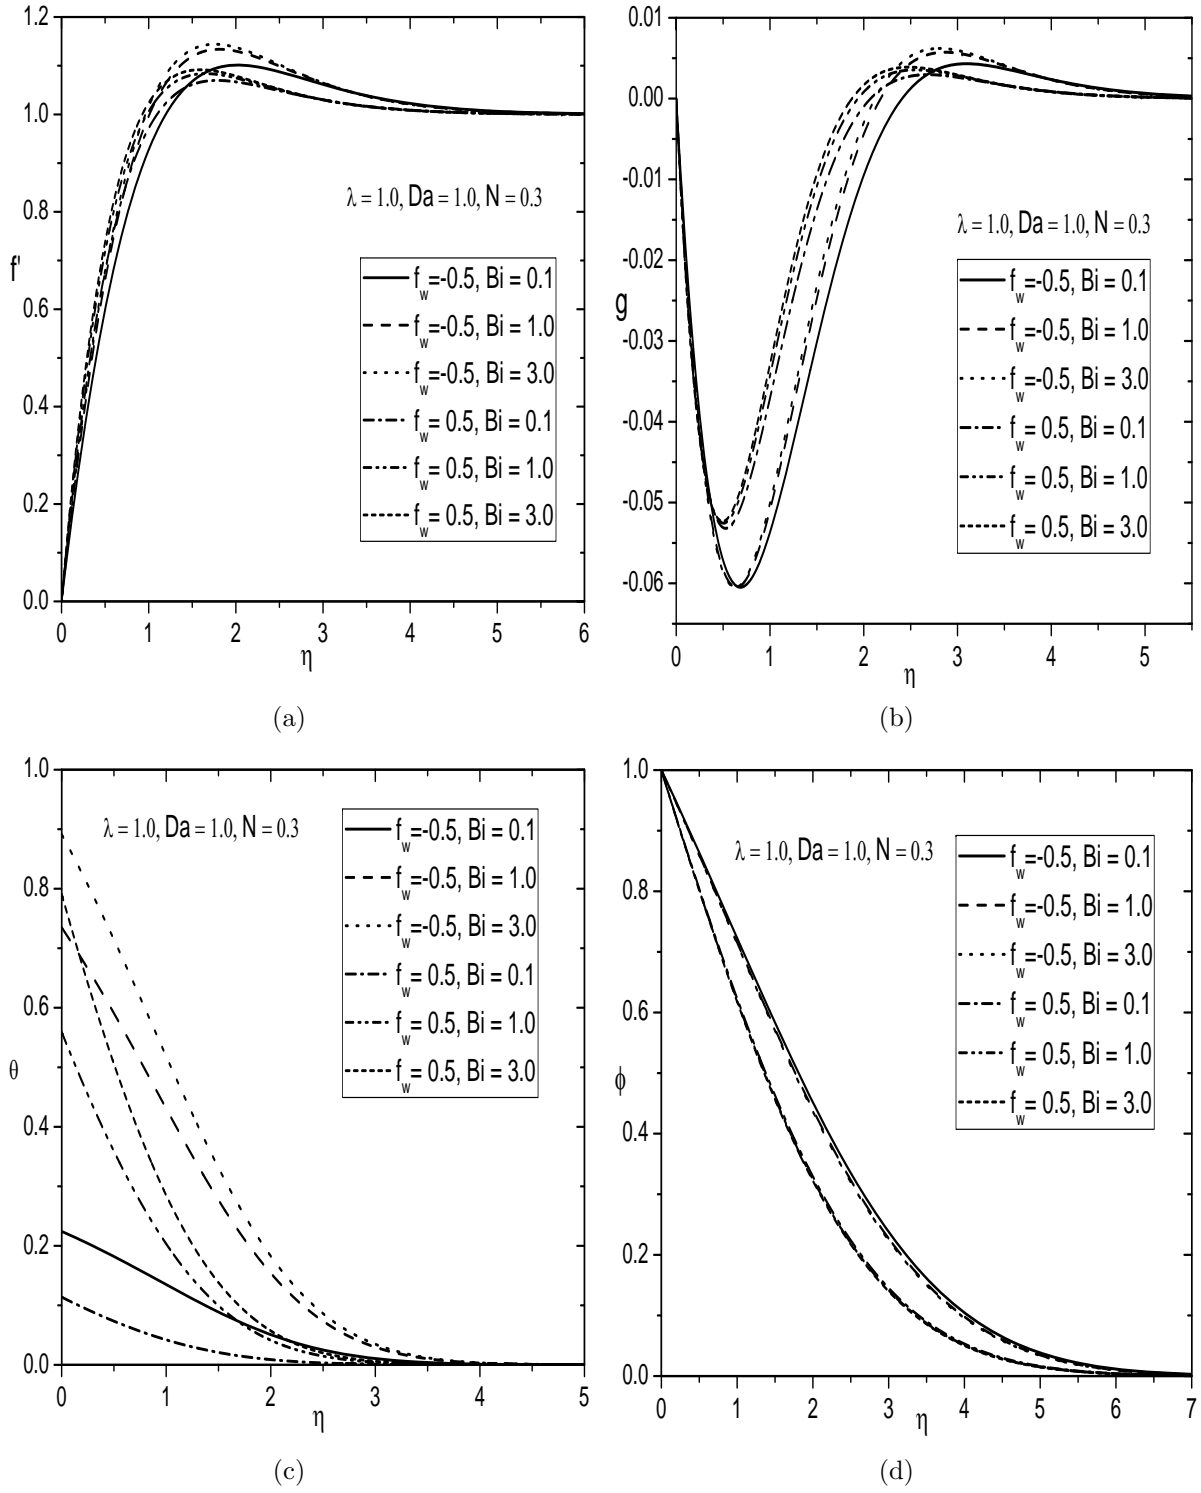 1.2
1.0
0.8
0.6
0.4
0.2
0.0
f'
λ = 1.0, Da = 1.0, N = 0.3
f_w=-0.5, Bi = 0.1
f_w=-0.5, Bi = 1.0
f_w=-0.5, Bi = 3.0
f_w= 0.5, Bi = 0.1
f_w= 0.5, Bi = 1.0
f_w= 0.5, Bi = 3.0
0 1 2 3 4 5 6
η
(a)
0.01
0.00
-0.01
-0.02
-0.03
-0.04
-0.05
-0.06
g
λ = 1.0, Da = 1.0, N = 0.3
f_w=-0.5, Bi = 0.1
f_w=-0.5, Bi = 1.0
f_w=-0.5, Bi = 3.0
f_w= 0.5, Bi = 0.1
f_w= 0.5, Bi = 1.0
f_w= 0.5, Bi = 3.0
0 1 2 3 4 5
η
(b)
1.0
0.8
0.6
0.4
0.2
0.0
θ
λ = 1.0, Da = 1.0, N = 0.3
f_w=-0.5, Bi = 0.1
f_w=-0.5, Bi = 1.0
f_w=-0.5, Bi = 3.0
f_w= 0.5, Bi = 0.1
f_w= 0.5, Bi = 1.0
f_w= 0.5, Bi = 3.0
0 1 2 3 4 5
η
(c)
1.0
0.8
0.6
0.4
0.2
0.0
ϕ
λ = 1.0, Da = 1.0, N = 0.3
f_w=-0.5, Bi = 0.1
f_w=-0.5, Bi = 1.0
f_w=-0.5, Bi = 3.0
f_w= 0.5, Bi = 0.1
f_w= 0.5, Bi = 1.0
f_w= 0.5, Bi = 3.0
0 1 2 3 4 5 6 7
η
(d)